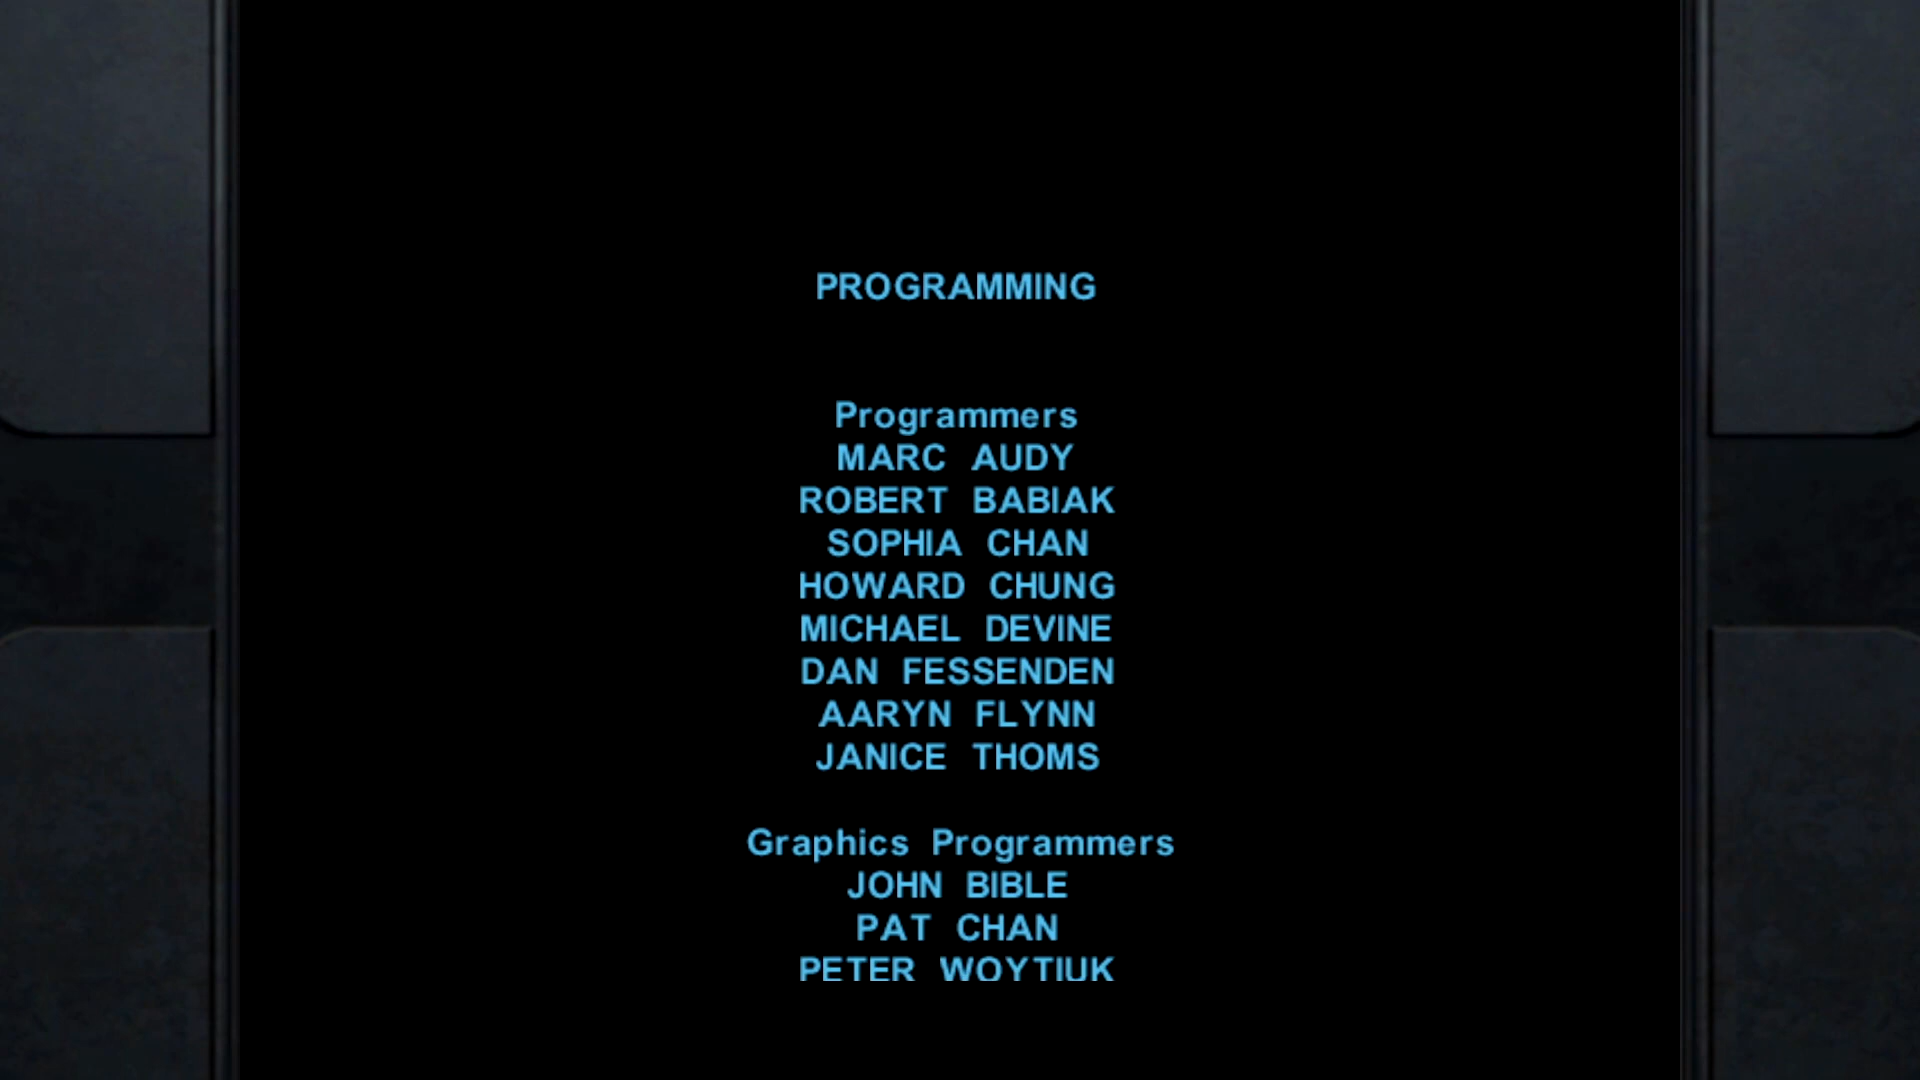 PROGRAMMING
Programmers
MARC AUDY
ROBERT BABIAK
SOPHIA CHAN
HOWARD CHUNG
MICHAEL DEVINE
DAN FESSENDEN
AARYN FLYNN
JANICE THOMS
Graphics Programmers
JOHN BIBLE
PAT CHAN
PETER WOYTIUK